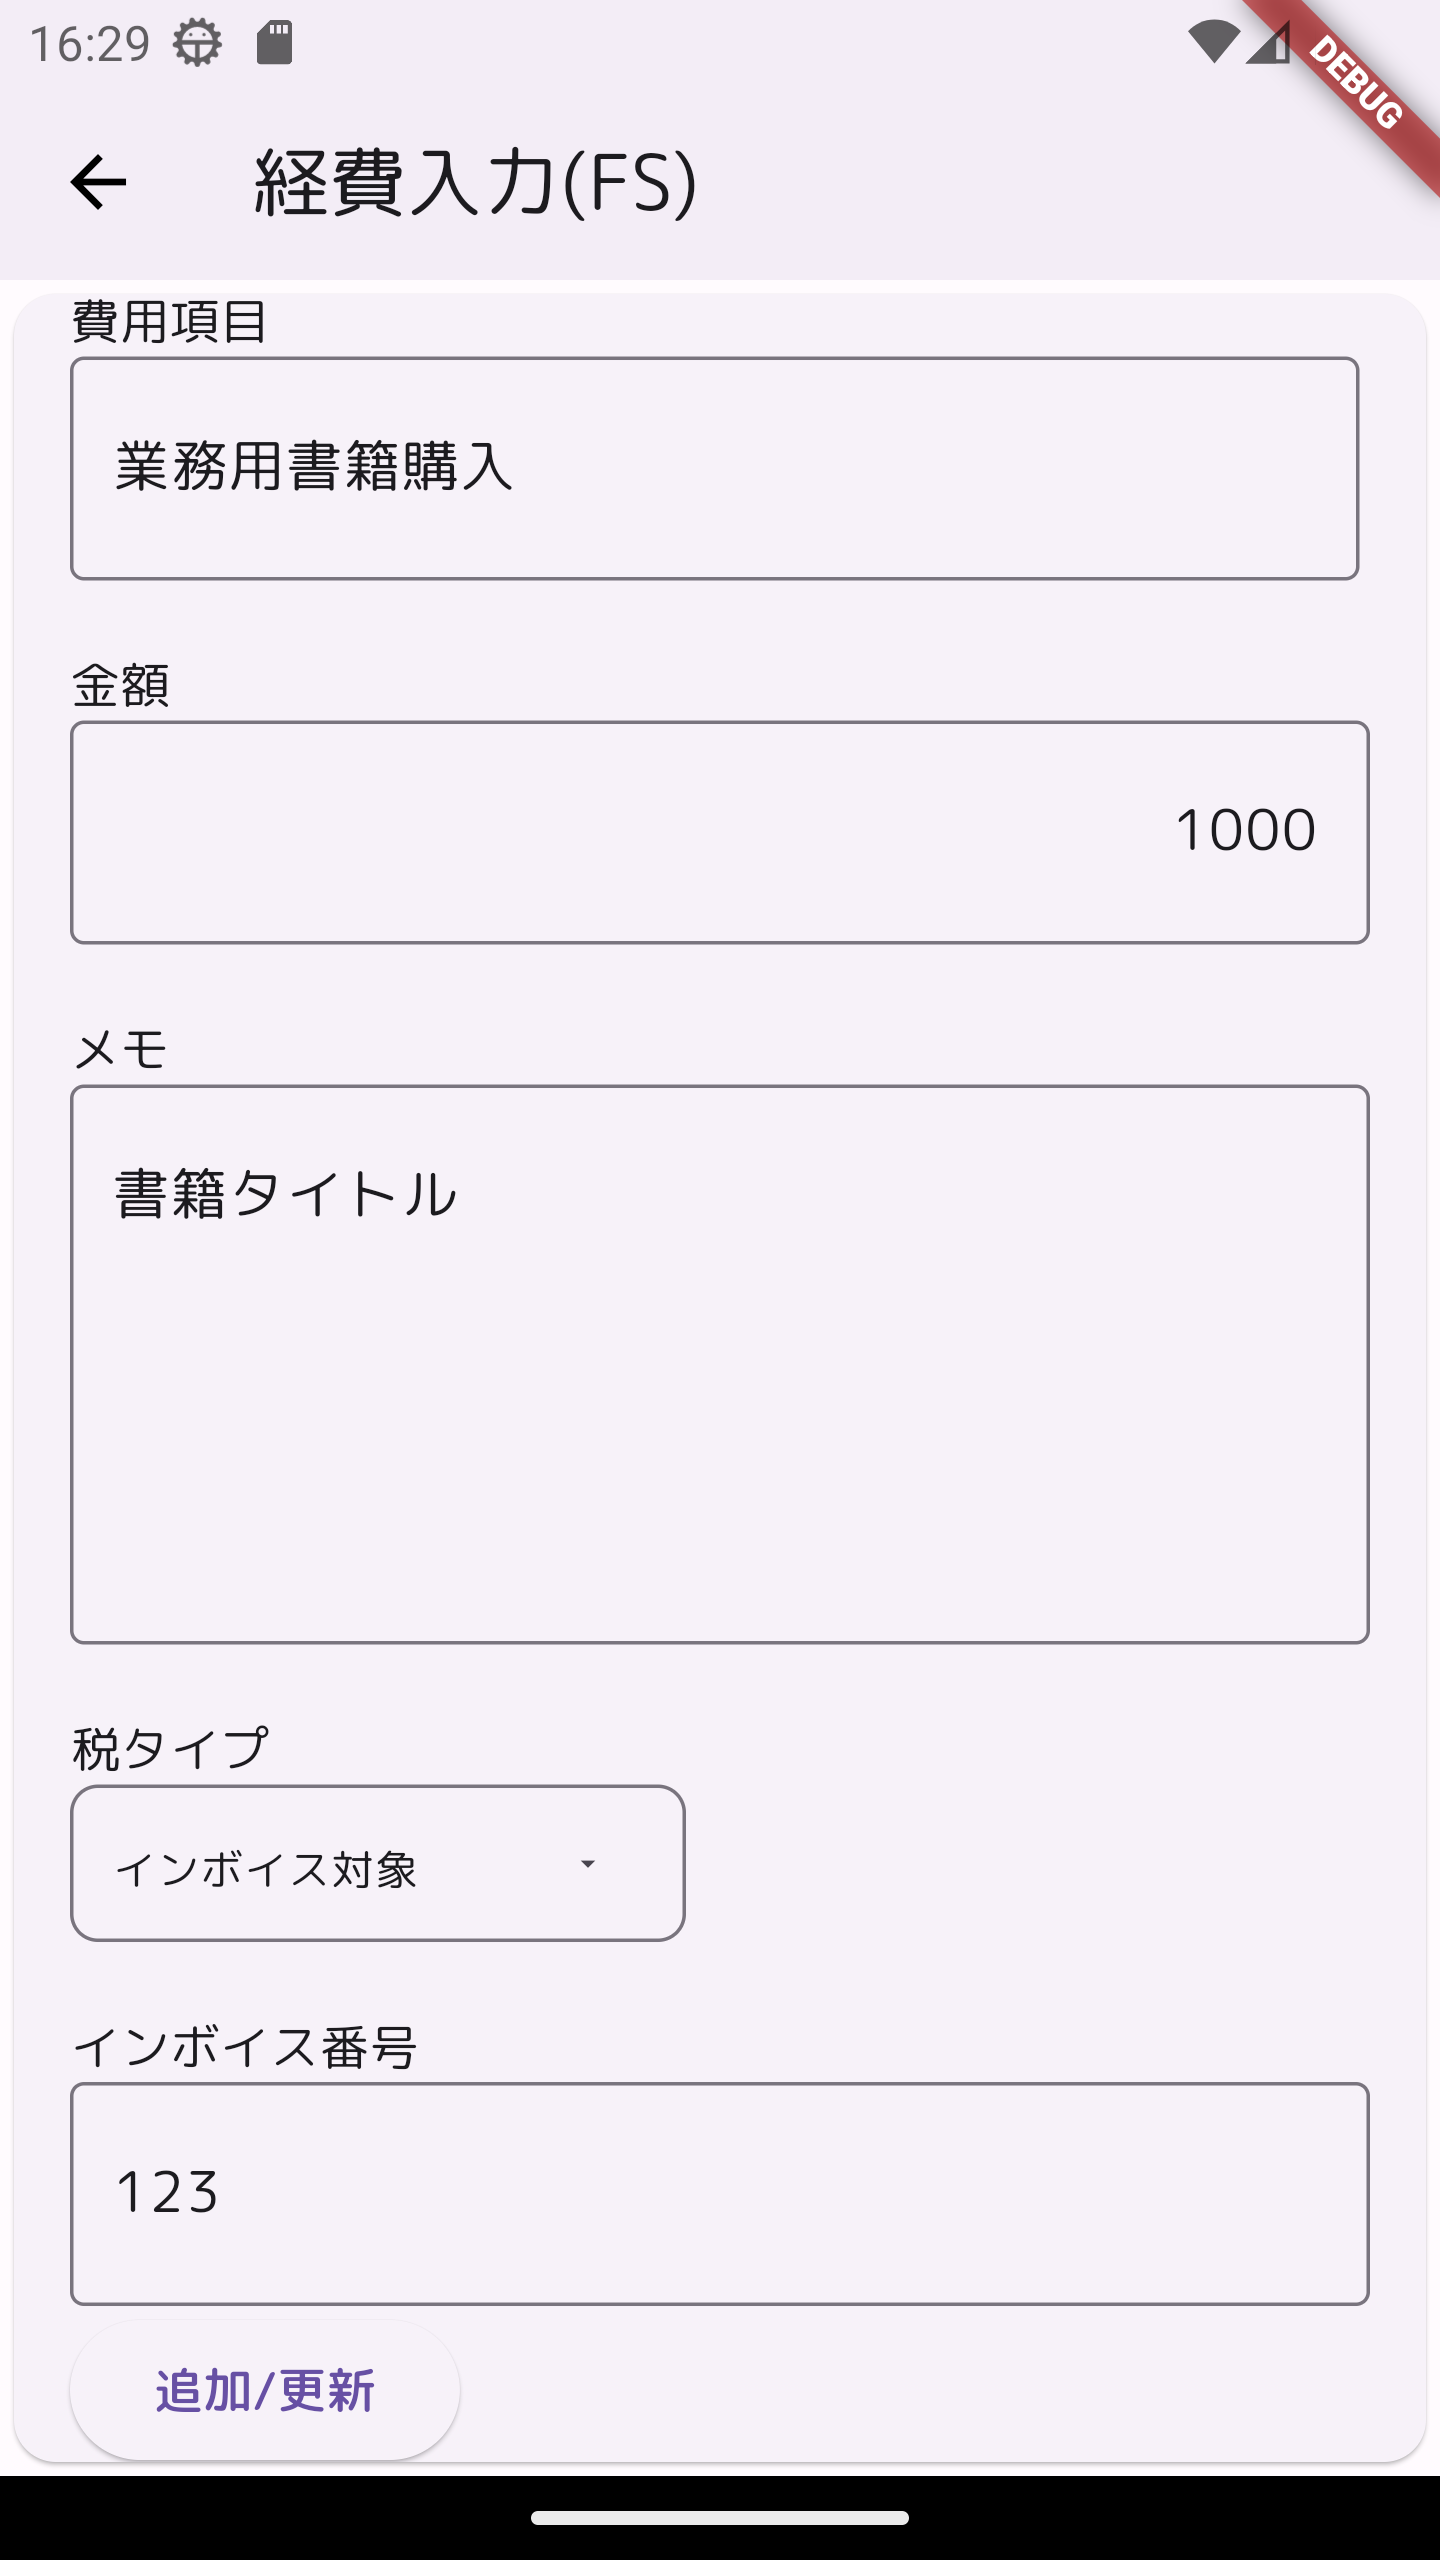 16:29
DEBUG
経費入力(FS)
費用項目
業務用書籍購入
金額
1000
メモ
書籍タイトル
税タイプ
インボイス対象
インボイス番号
123
追加/更新